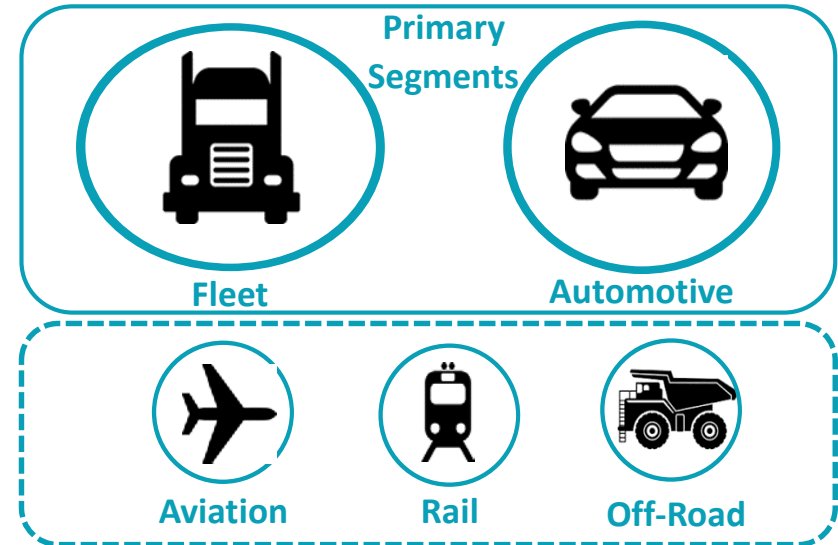 Primary
Segments
Fleet
Automotive
Aviation
Rail
Off-Road